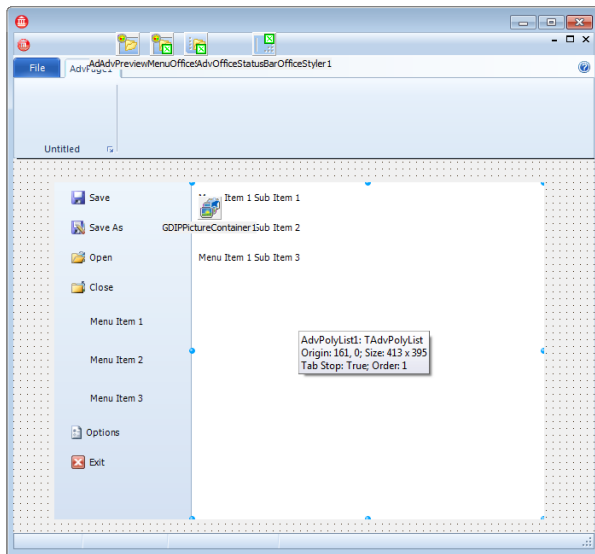 File
AdAdvPreviewMenuOffice!AdvOfficeStatusBarOfficeStyler1
AdvPage1
Untitled
Save
Item 1 Sub Item 1
Save As
GDIPPictureContainer1
Sub Item 2
Open
Menu Item 1 Sub Item 3
Close
Menu Item 1
AdvPolyList1: TAdvPolyList
Origin: 161, 0; Size: 413 x 395
Tab Stop: True; Order: 1
Menu Item 2
Menu Item 3
Options
Exit